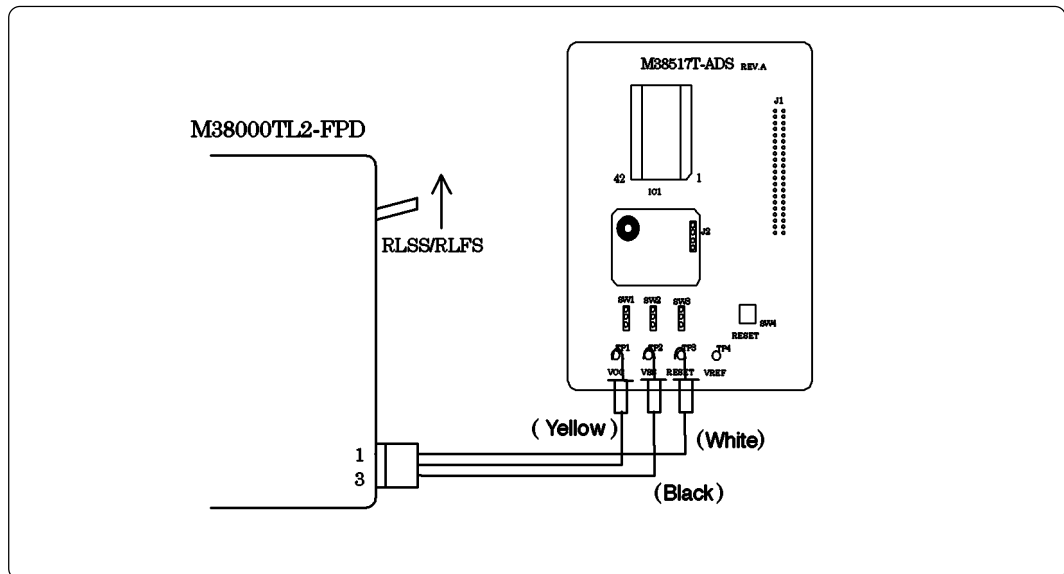 M38517T-ADS REV.A
J1
M38000TL2-FPD
42 1
IC1
RLSS/RLFS
J2
SW1 SW2 SW3
SW4
RESET
TP1 TP2 TP3 TP4
VCC VSS RESET VREF
( Yellow )
(White)
1
3
(Black)